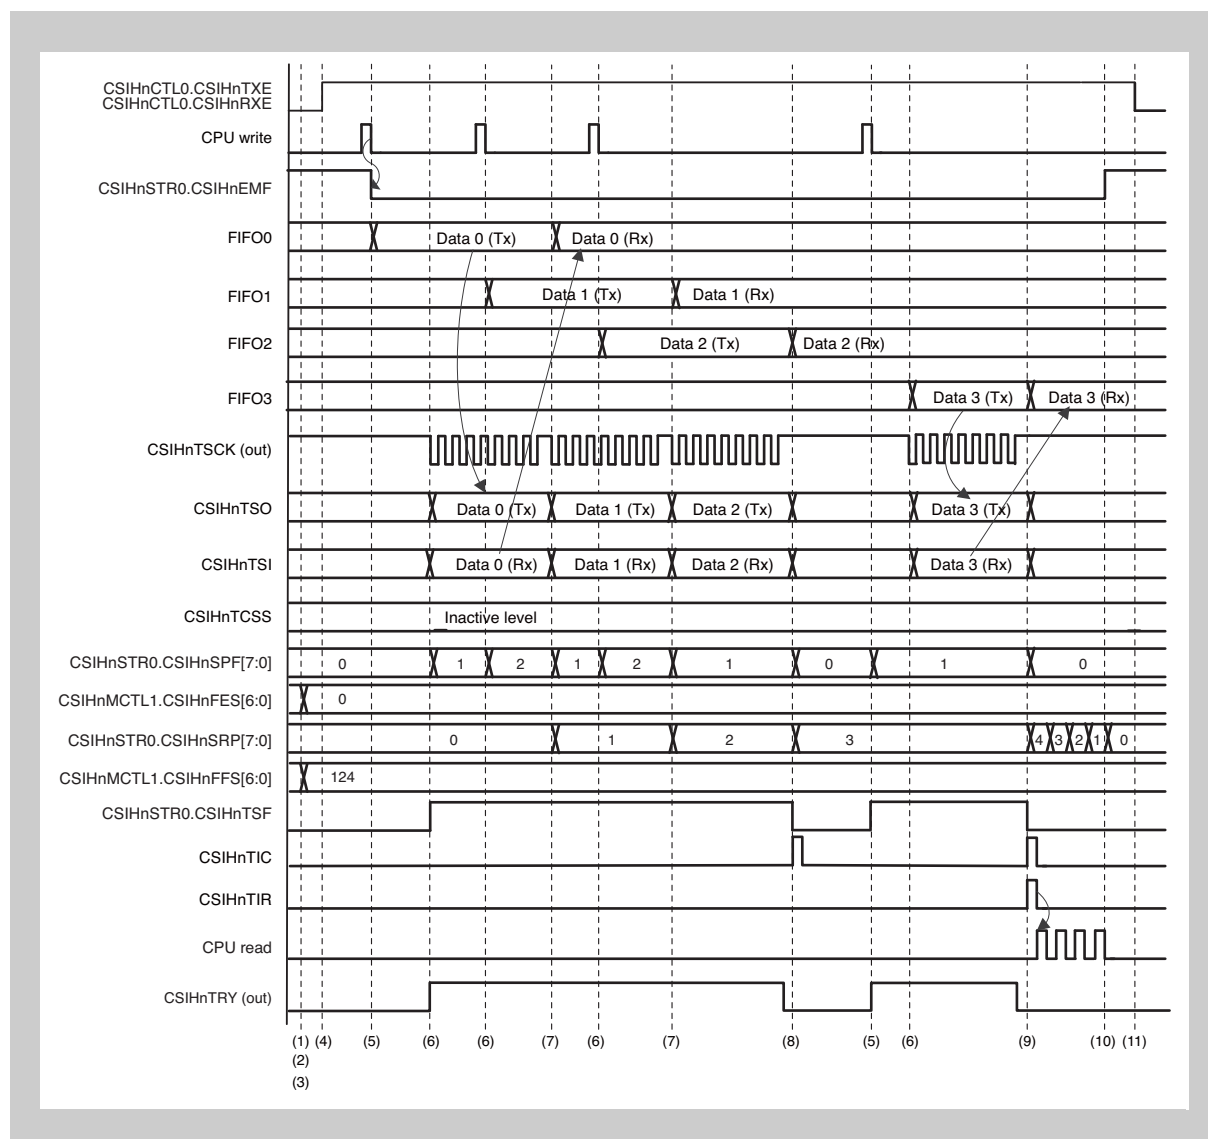 CSIHnCTL0.CSIHnTXE
CSIHnCTL0.CSIHnRXE
CPU write
CSIHnSTR0.CSIHnEMF
FIFO0 Data 0 (Tx) Data 0 (Rx)
FIFO1 Data 1 (Tx) Data 1 (Rx)
FIFO2 Data 2 (Tx) Data 2 (Rx)
FIFO3 Data 3 (Tx) Data 3 (Rx)
CSIHnTSCK (out)
CSIHnTSO Data 0 (Tx) Data 1 (Tx) Data 2 (Tx) Data 3 (Tx)
CSIHnTSI Data 0 (Rx) Data 1 (Rx) Data 2 (Rx) Data 3 (Rx)
CSIHnTCSS Inactive level
CSIHnSTR0.CSIHnSPF[7:0] 0 1 2 1 2 1 0 1 0
CSIHnMCTL1.CSIHnFES[6:0] 0
CSIHnSTR0.CSIHnSRP[7:0] 0 1 2 3 4 3 2 1 0
CSIHnMCTL1.CSIHnFFS[6:0] 124
CSIHnSTR0.CSIHnTSF
CSIHnTIC
CSIHnTIR
CPU read
CSIHnTRY (out)
(1) (4) (5) (6) (6) (7) (6) (7) (8) (5) (6) (9) (10) (11)
(2)
(3)